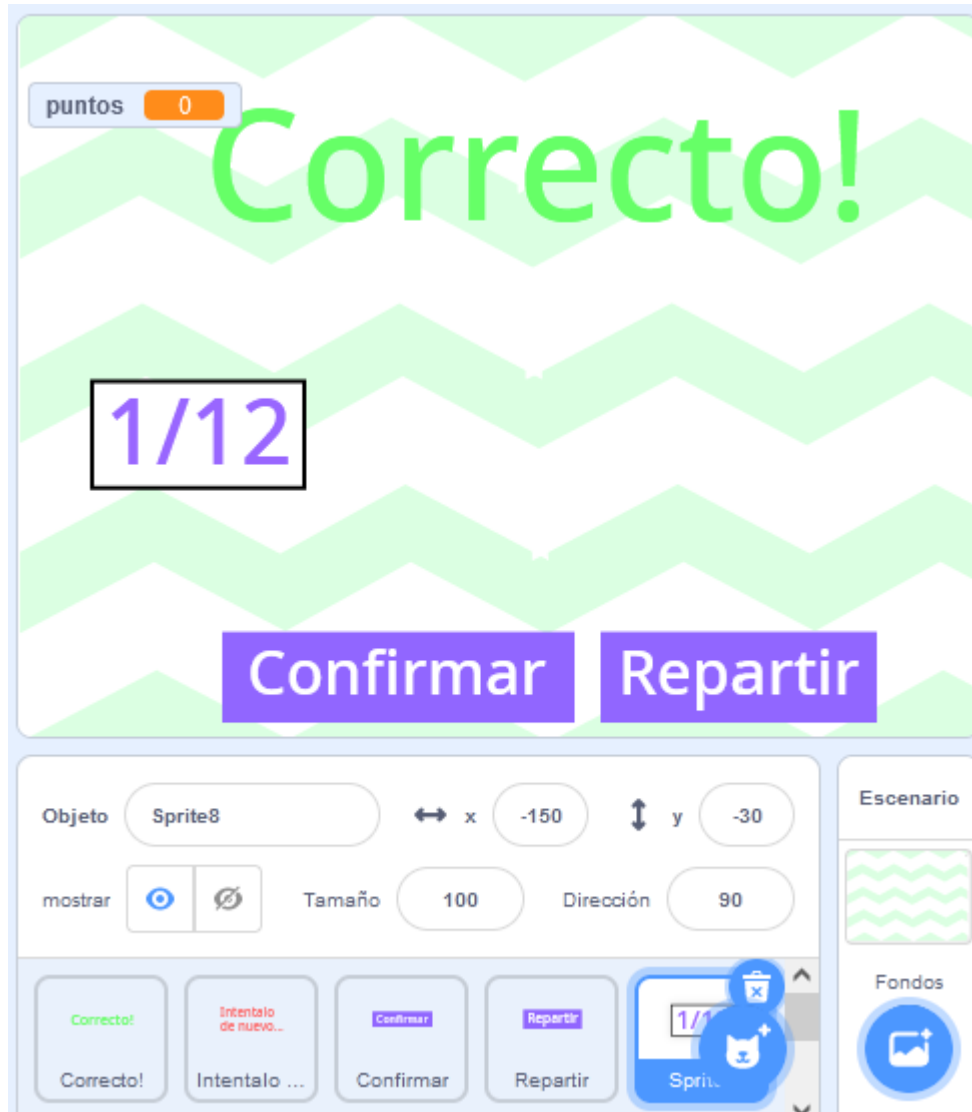 puntos 0
Correcto!
1/12
Confirmar Repartir
Objeto Sprite8 x -150 y -30
mostrar Tamaño 100 Dirección 90
Escenario
Fondos
Correcto!
Intentalo
de nuevo...
Confirmar
Repartir
Correcto! Intentalo ... Confirmar Repartir